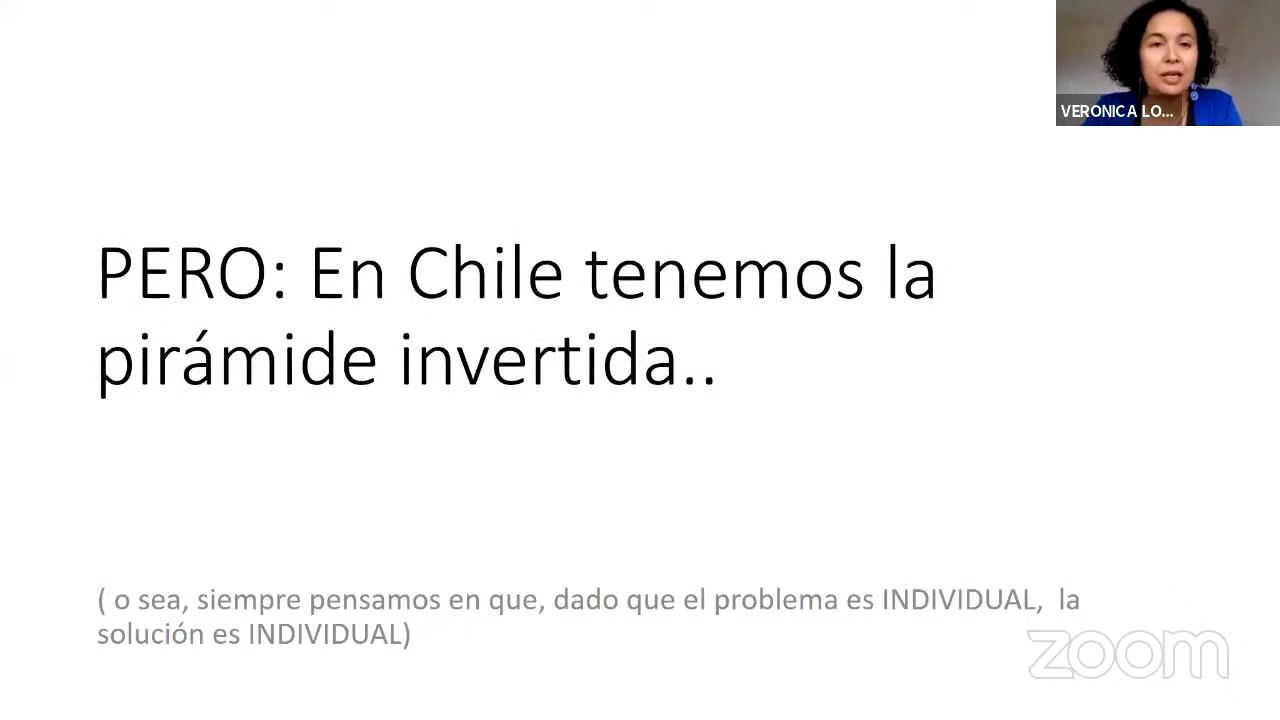 VERONICA LO...
PERO: En Chile tenemos la
pirámide invertida..
( o sea, siempre pensamos en que, dado que el problema es INDIVIDUAL,  la
solución es INDIVIDUAL)
zoom